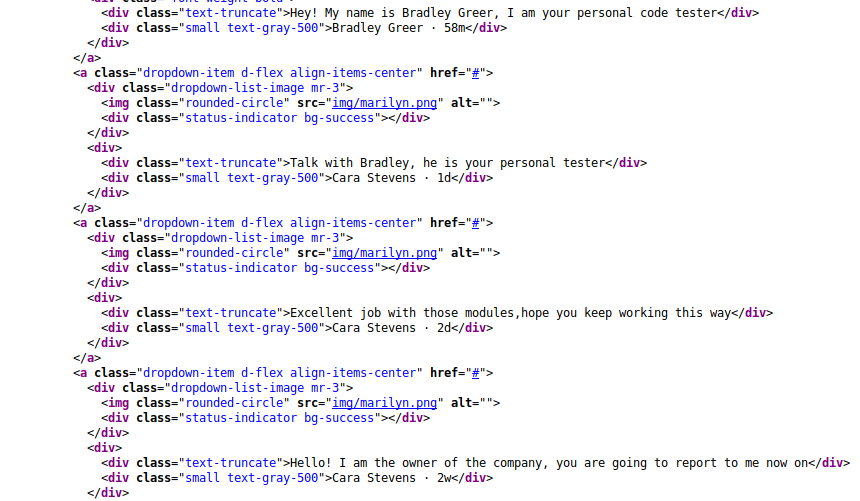 <div class="text-truncate">Hey! My name is Bradley Greer, I am your personal code tester</div>
<div class="small text-gray-500">Bradley Greer · 58m</div>
</div>
</a>
<a class="dropdown-item d-flex align-items-center" href="#">
<div class="dropdown-list-image mr-3">
<img class="rounded-circle" src="img/marilyn.png" alt="">
<div class="status-indicator bg-success"></div>
</div>
<div>
<div class="text-truncate">Talk with Bradley, he is your personal tester</div>
<div class="small text-gray-500">Cara Stevens · 1d</div>
</div>
</a>
<a class="dropdown-item d-flex align-items-center" href="#">
<div class="dropdown-list-image mr-3">
<img class="rounded-circle" src="img/marilyn.png" alt="">
<div class="status-indicator bg-success"></div>
</div>
<div>
<div class="text-truncate">Excellent job with those modules,hope you keep working this way</div>
<div class="small text-gray-500">Cara Stevens · 2d</div>
</div>
</a>
<a class="dropdown-item d-flex align-items-center" href="#">
<div class="dropdown-list-image mr-3">
<img class="rounded-circle" src="img/marilyn.png" alt="">
<div class="status-indicator bg-success"></div>
</div>
<div>
<div class="text-truncate">Hello! I am the owner of the company, you are going to report to me now on</div>
<div class="small text-gray-500">Cara Stevens · 2w</div>
</div>